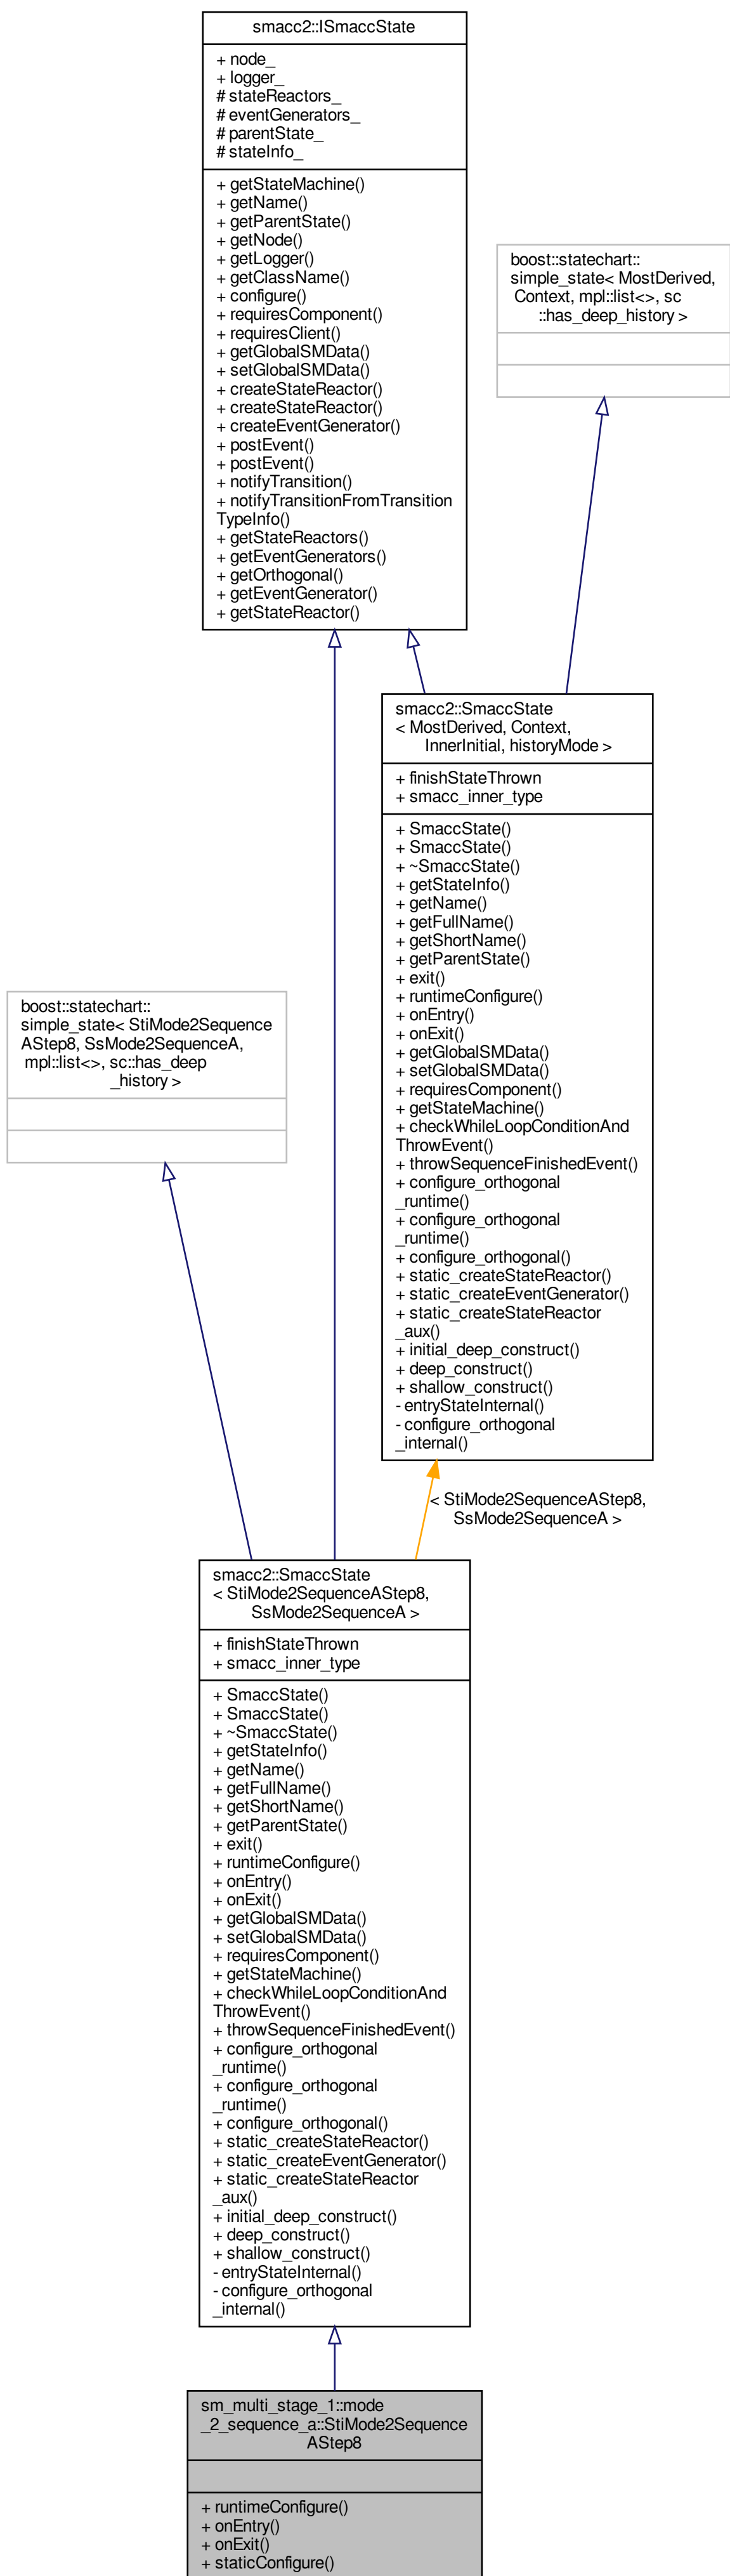 smacc2::ISmaccState
+ node_
+ logger_
# stateReactors_
# eventGenerators_
# parentState_
# stateInfo_
+ getStateMachine()
+ getName()
+ getParentState()
+ getNode()
+ getLogger()
+ getClassName()
+ configure()
+ requiresComponent()
+ requiresClient()
+ getGlobalSMData()
+ setGlobalSMData()
+ createStateReactor()
+ createStateReactor()
+ createEventGenerator()
+ postEvent()
+ postEvent()
+ notifyTransition()
+ notifyTransitionFromTransition
TypeInfo()
+ getStateReactors()
+ getEventGenerators()
+ getOrthogonal()
+ getEventGenerator()
+ getStateReactor()
boost::statechart::
simple_state< MostDerived,
Context, mpl::list<>, sc
::has_deep_history >
smacc2::SmaccState
< MostDerived, Context,
InnerInitial, historyMode >
+ finishStateThrown
+ smacc_inner_type
+ SmaccState()
+ SmaccState()
+ ~SmaccState()
+ getStateInfo()
+ getName()
+ getFullName()
+ getShortName()
+ getParentState()
+ exit()
+ runtimeConfigure()
+ onEntry()
+ onExit()
+ getGlobalSMData()
+ setGlobalSMData()
+ requiresComponent()
+ getStateMachine()
+ checkWhileLoopConditionAnd
ThrowEvent()
+ throwSequenceFinishedEvent()
+ configure_orthogonal
_runtime()
+ configure_orthogonal
_runtime()
+ configure_orthogonal()
+ static_createStateReactor()
+ static_createEventGenerator()
+ static_createStateReactor
_aux()
+ initial_deep_construct()
+ deep_construct()
+ shallow_construct()
- entryStateInternal()
- configure_orthogonal
_internal()
boost::statechart::
simple_state< StiMode2Sequence
AStep8, SsMode2SequenceA,
mpl::list<>, sc::has_deep
_history >
< StiMode2SequenceAStep8,
SsMode2SequenceA >
smacc2::SmaccState
< StiMode2SequenceAStep8,
SsMode2SequenceA >
+ finishStateThrown
+ smacc_inner_type
+ SmaccState()
+ SmaccState()
+ ~SmaccState()
+ getStateInfo()
+ getName()
+ getFullName()
+ getShortName()
+ getParentState()
+ exit()
+ runtimeConfigure()
+ onEntry()
+ onExit()
+ getGlobalSMData()
+ setGlobalSMData()
+ requiresComponent()
+ getStateMachine()
+ checkWhileLoopConditionAnd
ThrowEvent()
+ throwSequenceFinishedEvent()
+ configure_orthogonal
_runtime()
+ configure_orthogonal
_runtime()
+ configure_orthogonal()
+ static_createStateReactor()
+ static_createEventGenerator()
+ static_createStateReactor
_aux()
+ initial_deep_construct()
+ deep_construct()
+ shallow_construct()
- entryStateInternal()
- configure_orthogonal
_internal()
sm_multi_stage_1::mode
_2_sequence_a::StiMode2Sequence
AStep8
+ runtimeConfigure()
+ onEntry()
+ onExit()
+ staticConfigure()